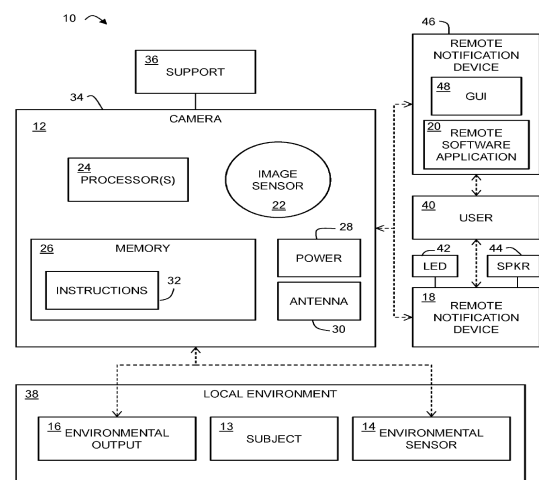 10
36
SUPPORT
34
CAMERA
12
24
PROCESSOR(S)
IMAGE
SENSOR
22
26
MEMORY
INSTRUCTIONS
32
28
POWER
ANTENNA
30
46
REMOTE
NOTIFICATION
DEVICE
48
GUI
20
REMOTE
SOFTWARE
APPLICATION
40
USER
42
44
LED
SPKR
18
REMOTE
NOTIFICATION
DEVICE
38
LOCAL ENVIRONMENT
16
ENVIRONMENTAL
OUTPUT
13
SUBJECT
14
ENVIRONMENTAL
SENSOR